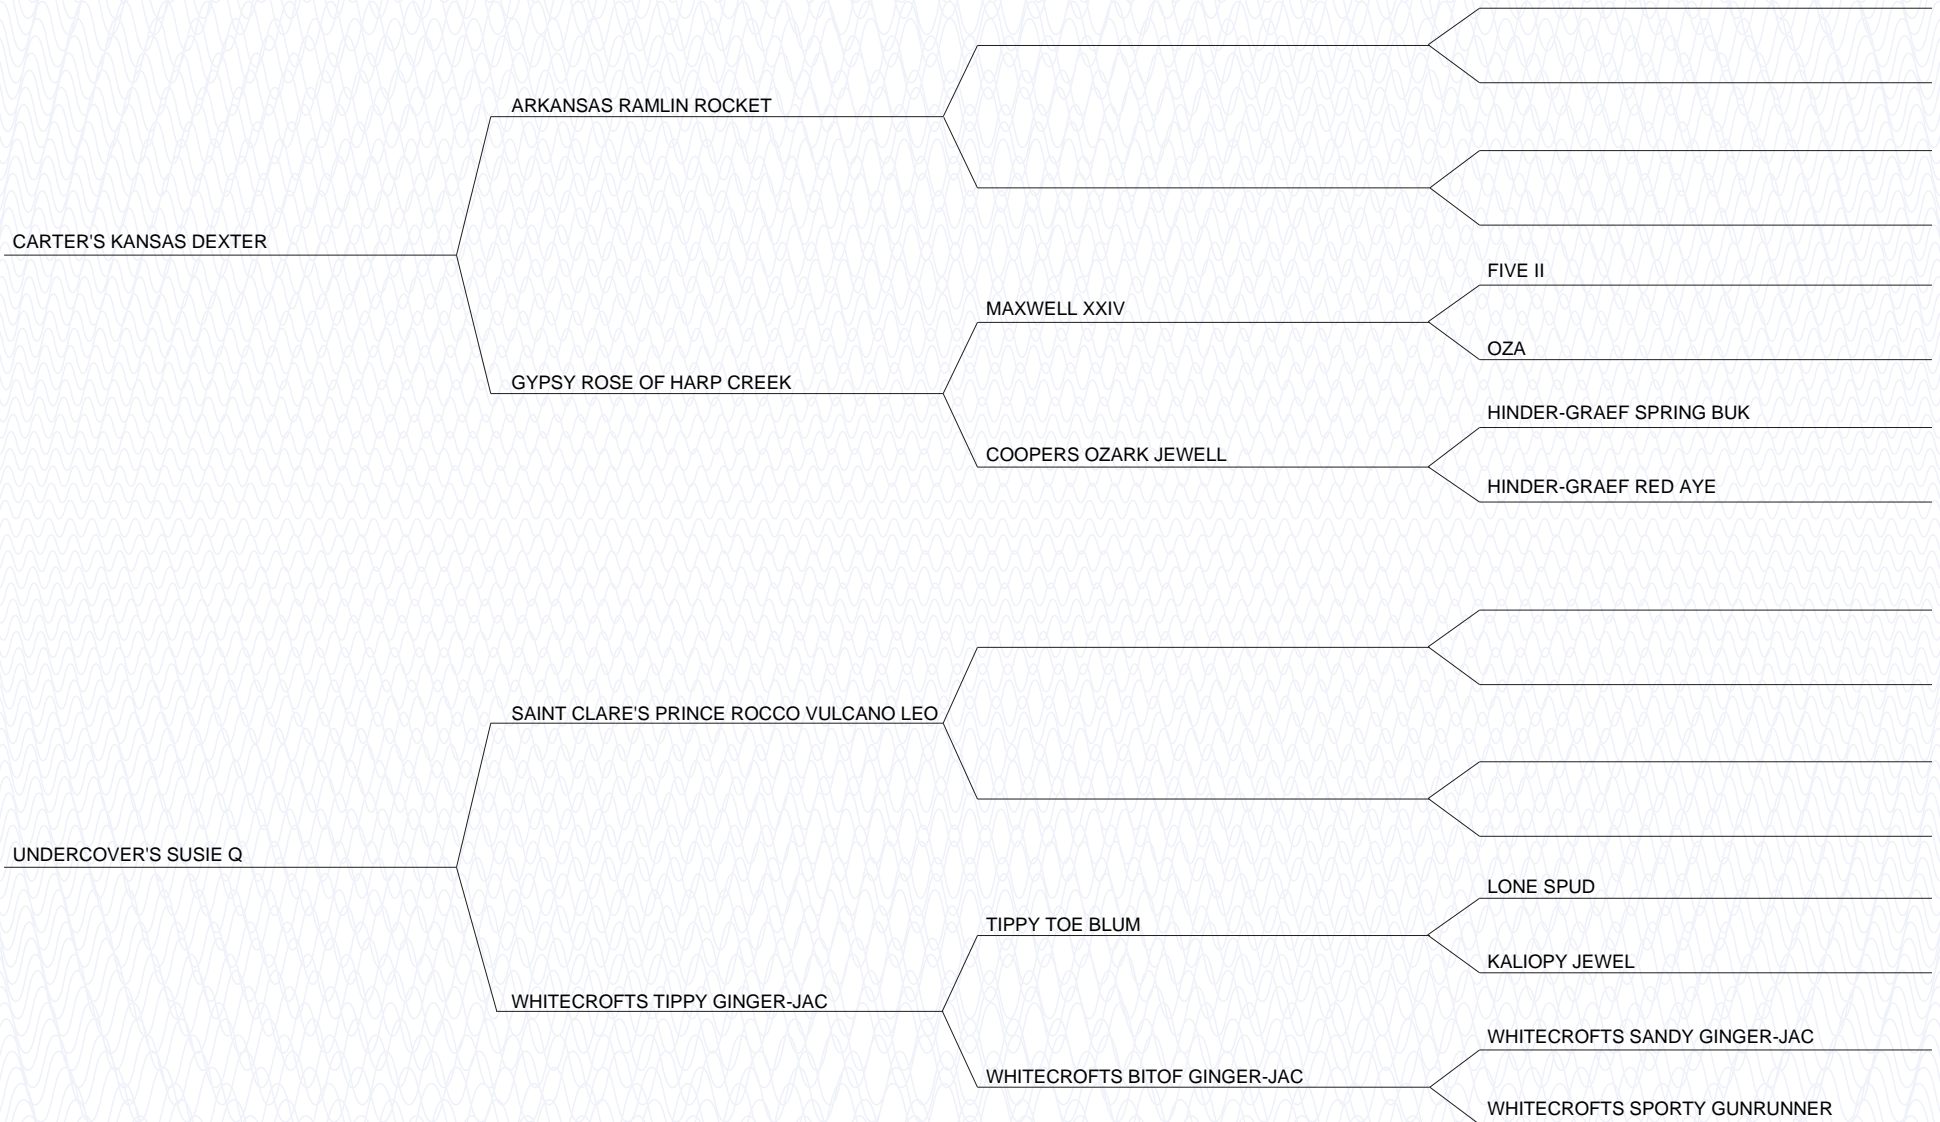 ARKANSAS RAMLIN ROCKET
CARTER'S KANSAS DEXTER
FIVE II
MAXWELL XXIV
OZA
GYPSY ROSE OF HARP CREEK
HINDER-GRAEF SPRING BUK
COOPERS OZARK JEWELL
HINDER-GRAEF RED AYE
SAINT CLARE'S PRINCE ROCCO VULCANO LEO
UNDERCOVER'S SUSIE Q
LONE SPUD
TIPPY TOE BLUM
KALIOPY JEWEL
WHITECROFTS TIPPY GINGER-JAC
WHITECROFTS SANDY GINGER-JAC
WHITECROFTS BITOF GINGER-JAC
WHITECROFTS SPORTY GUNRUNNER